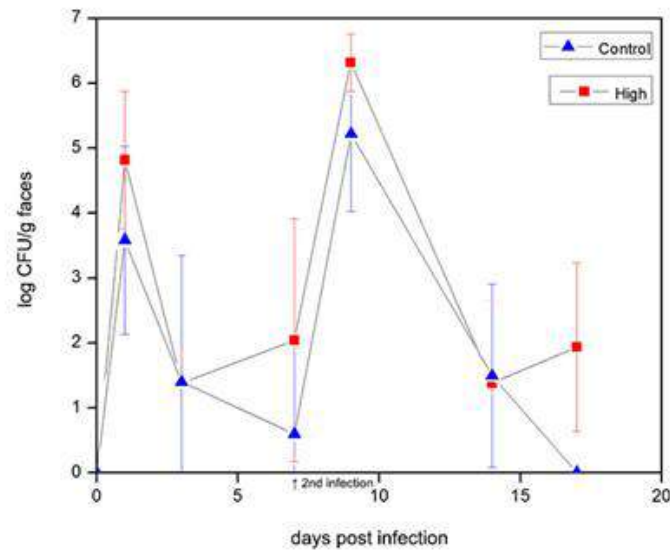 7
6
5
4
3
2
1
0
log CFU/g faces
Control
High
0 5 10 15 20
↑ 2nd infection
days post infection